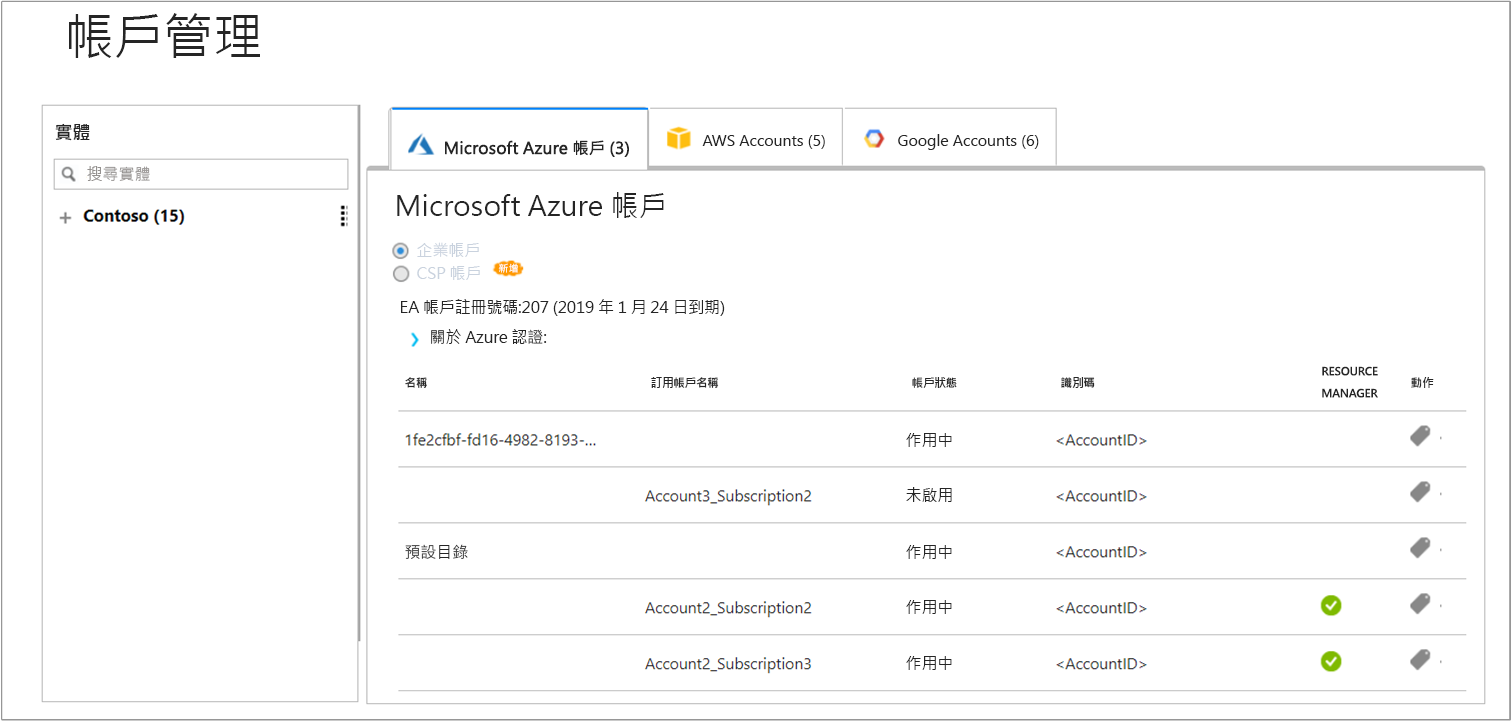 帳戶管理
實體
搜尋實體
+ Contoso (15)
Microsoft Azure 帳戶 (3)
AWS Accounts (5)
Google Accounts (6)
Microsoft Azure 帳戶
企業帳戶
CSP 帳戶 新增
EA 帳戶註冊號碼:207 (2019 年 1 月 24 日到期)
關於 Azure 認證:
名稱 訂用帳戶名稱 帳戶狀態 識別碼 RESOURCE MANAGER 動作
1fe2cfbf-fd16-4982-8193-... 作用中 <AccountID>
Account3_Subscription2 未啟用 <AccountID>
預設目錄 作用中 <AccountID>
Account2_Subscription2 作用中 <AccountID>
Account2_Subscription3 作用中 <AccountID>